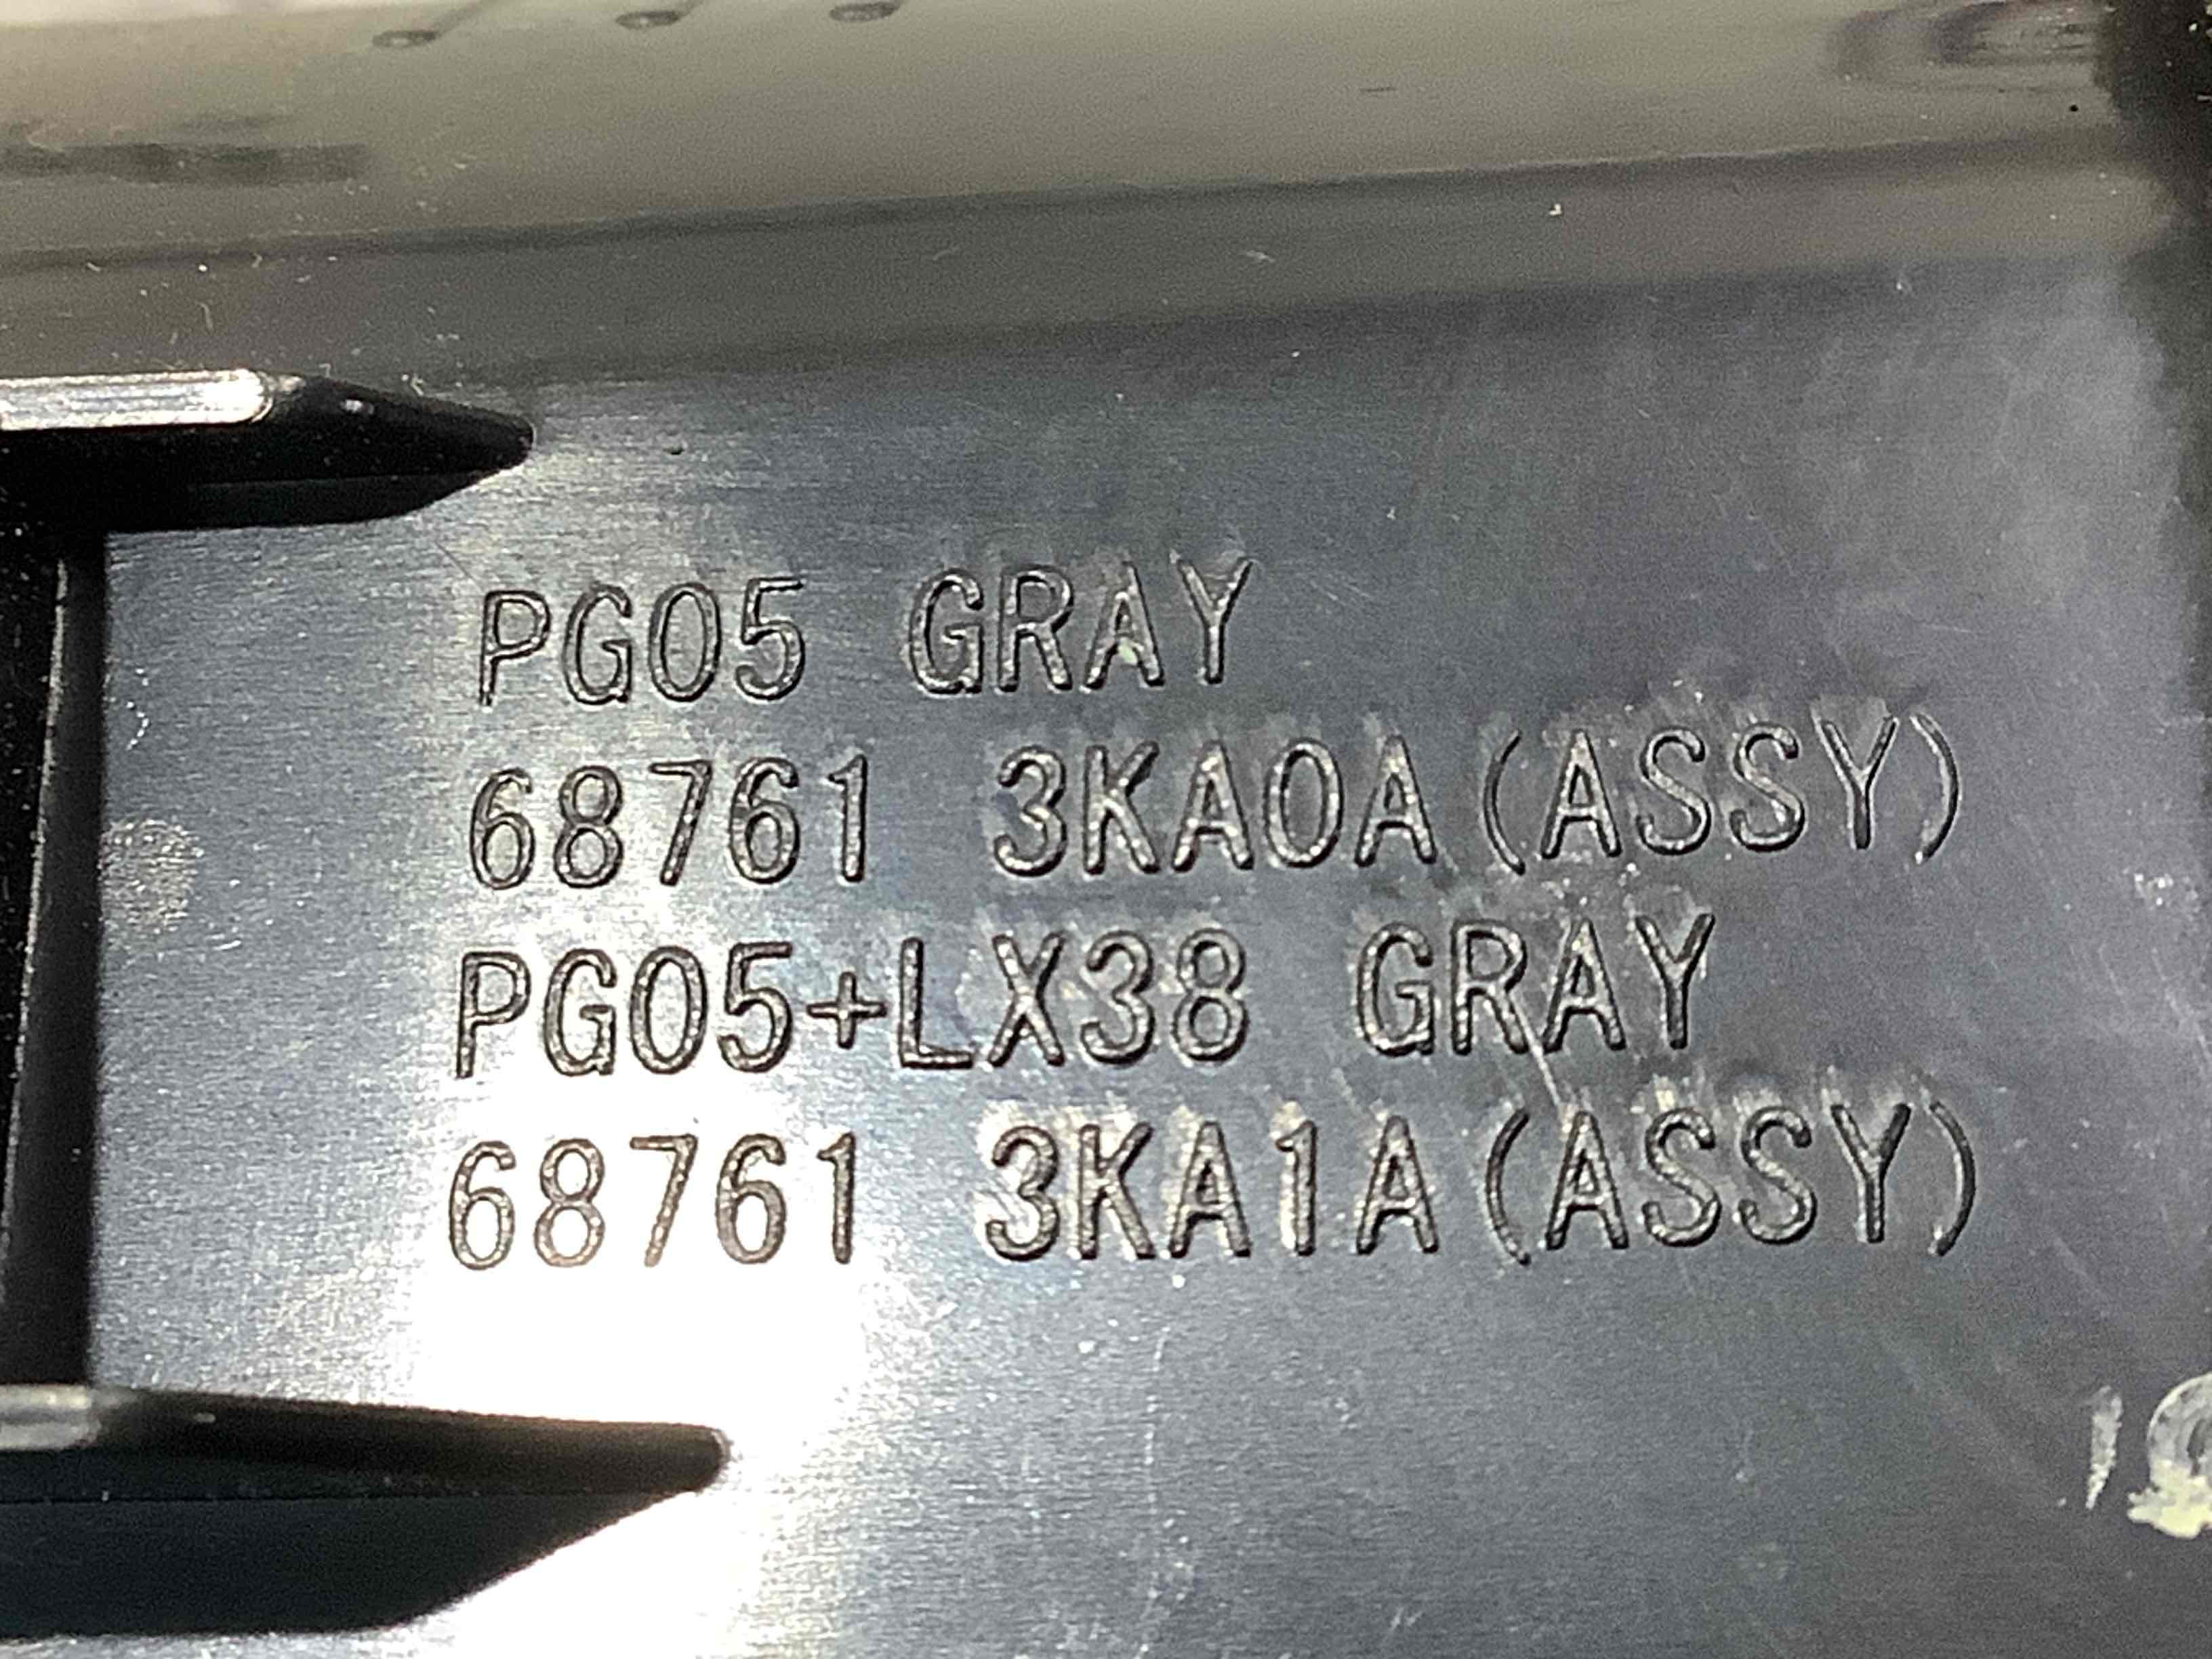 PG05 GRAY
68761 3KA0A(ASSY)
PG05+LX38 GRAY
68761 3KA1A(ASSY)